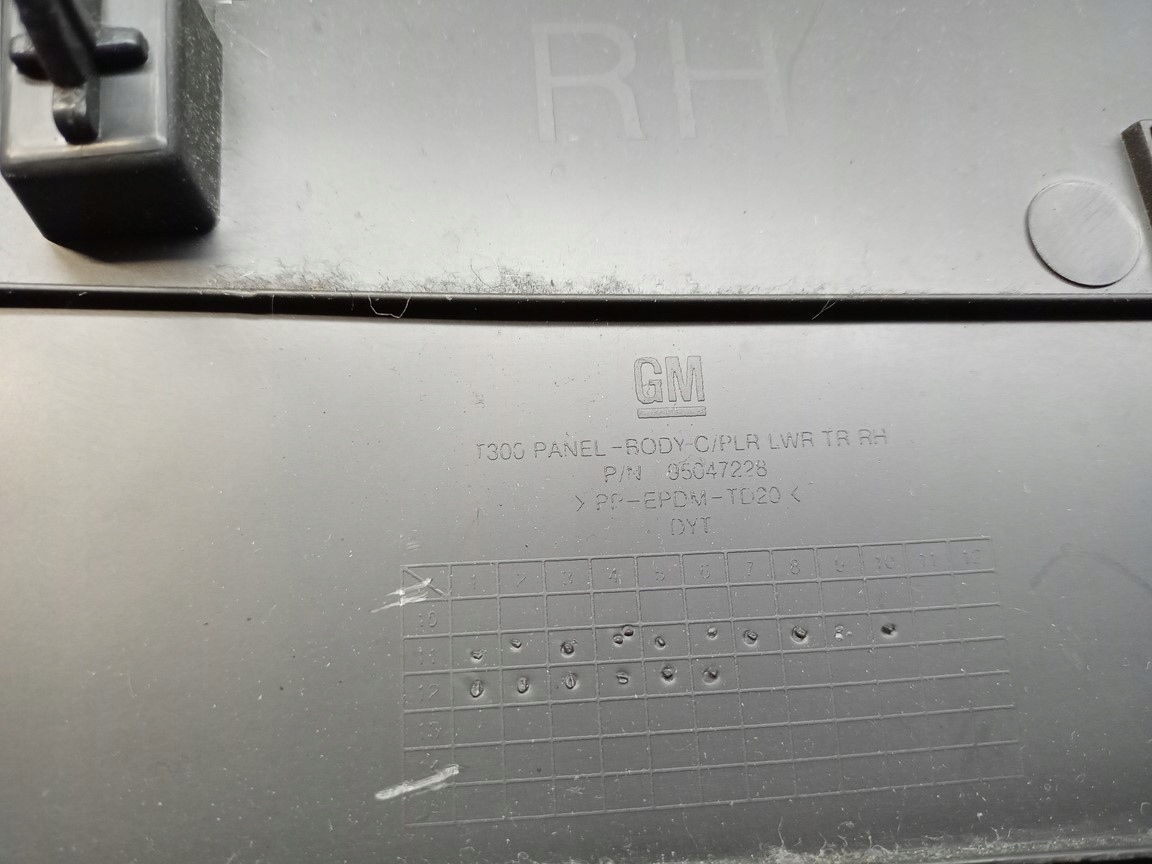 RH
GM
T300 PANEL-BODY C/PLR LWR TR RH
P/N 95047228
>PP-EPDM-TD20<
DYT
1 2 3 4 5 6 7 8 9 10 11 12
10
11
12
13